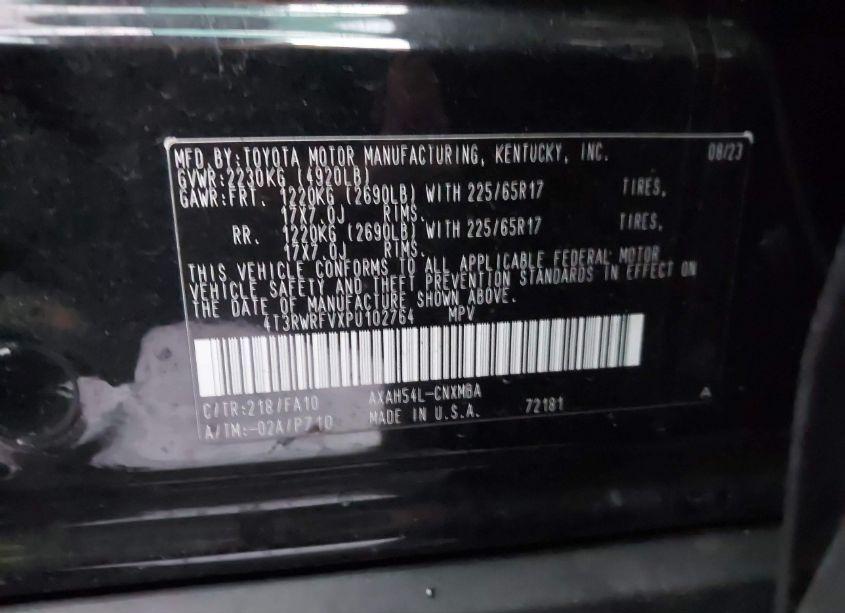 MFD.BY:TOYOTA MOTOR MANUFACTURING, KENTUCKY, INC. 08/23
GVWR:2230KG (4920LB)
GAWR:FRT. 1220KG (2690LB) WITH 225/65R17 TIRES,
17X7.0J RIMS.
RR. 1220KG (2690LB) WITH 225/65R17 TIRES,
17X7.0J RIMS.
THIS VEHICLE CONFORMS TO ALL APPLICABLE FEDERAL MOTOR
VEHICLE SAFETY AND THEFT PREVENTION STANDARDS IN EFFECT ON
THE DATE OF MANUFACTURE SHOWN ABOVE.
4T3RWRFVXPU102764 MPV
C/TR:218/FA10 AXAH54L-CNXMBA
A/TM:-02A/P710 MADE IN U.S.A. 72181 A